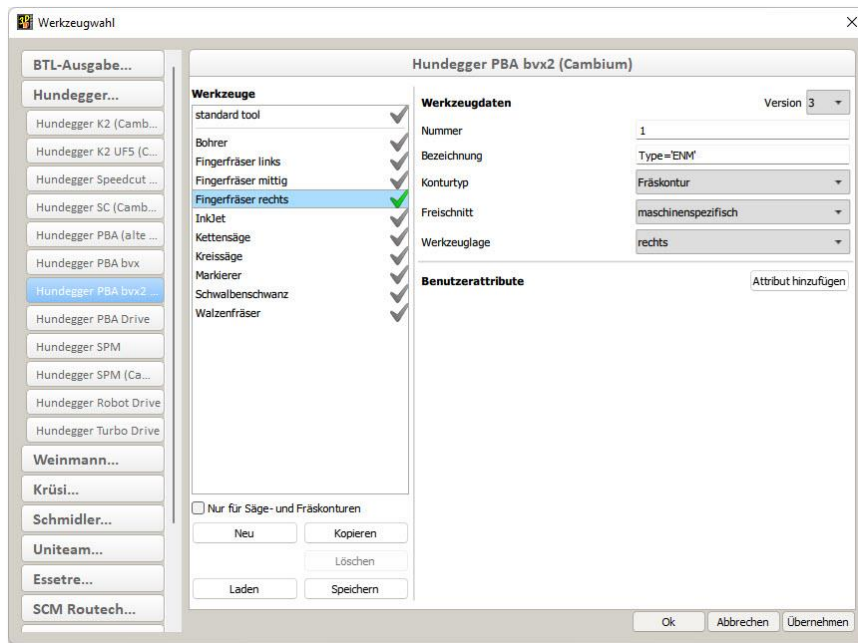 Werkzeugwahl
BTL-Ausgabe...
Hundegger...
Hundegger K2 (Camb...
Hundegger K2 UF5 (C...
Hundegger Speedcut ...
Hundegger SC (Camb...
Hundegger PBA (alte ...
Hundegger PBA bvx
Hundegger PBA bvx2 ...
Hundegger PBA Drive
Hundegger SPM
Hundegger SPM (Ca...
Hundegger Robot Drive
Hundegger Turbo Drive
Weinmann...
Krüsi...
Schmidler...
Uniteam...
Essetre...
SCM Routech...
Hundegger PBA bvx2 (Cambium)
Werkzeuge
standard tool
Bohrer
Fingerfräser links
Fingerfräser mittig
Fingerfräser rechts
InkJet
Kettensäge
Kreissäge
Markierer
Schwalbenschwanz
Walzenfräser
Nur für Säge- und Fräskonturen
Neu Kopieren
Löschen
Laden Speichern
Werkzeugdaten Version 3
Nummer 1
Bezeichnung Type='ENM'
Konturtyp Fräskontur
Freischnitt maschinenspezifisch
Werkzeuglage rechts
Benutzerattribute Attribut hinzufügen
Ok Abbrechen Übernehmen